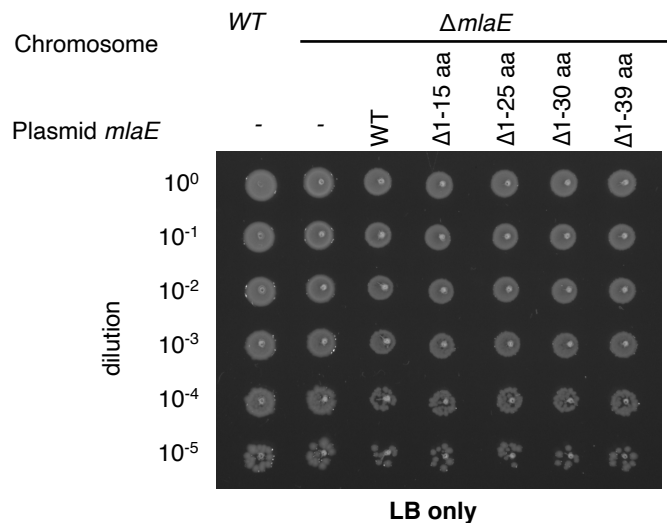 WT ΔmlaE
Chromosome
Δ1-15 aa
Δ1-25 aa
Δ1-30 aa
Δ1-39 aa
Plasmid mlaE - - WT
10⁰
10⁻¹
10⁻²
10⁻³
10⁻⁴
10⁻⁵
dilution
LB only